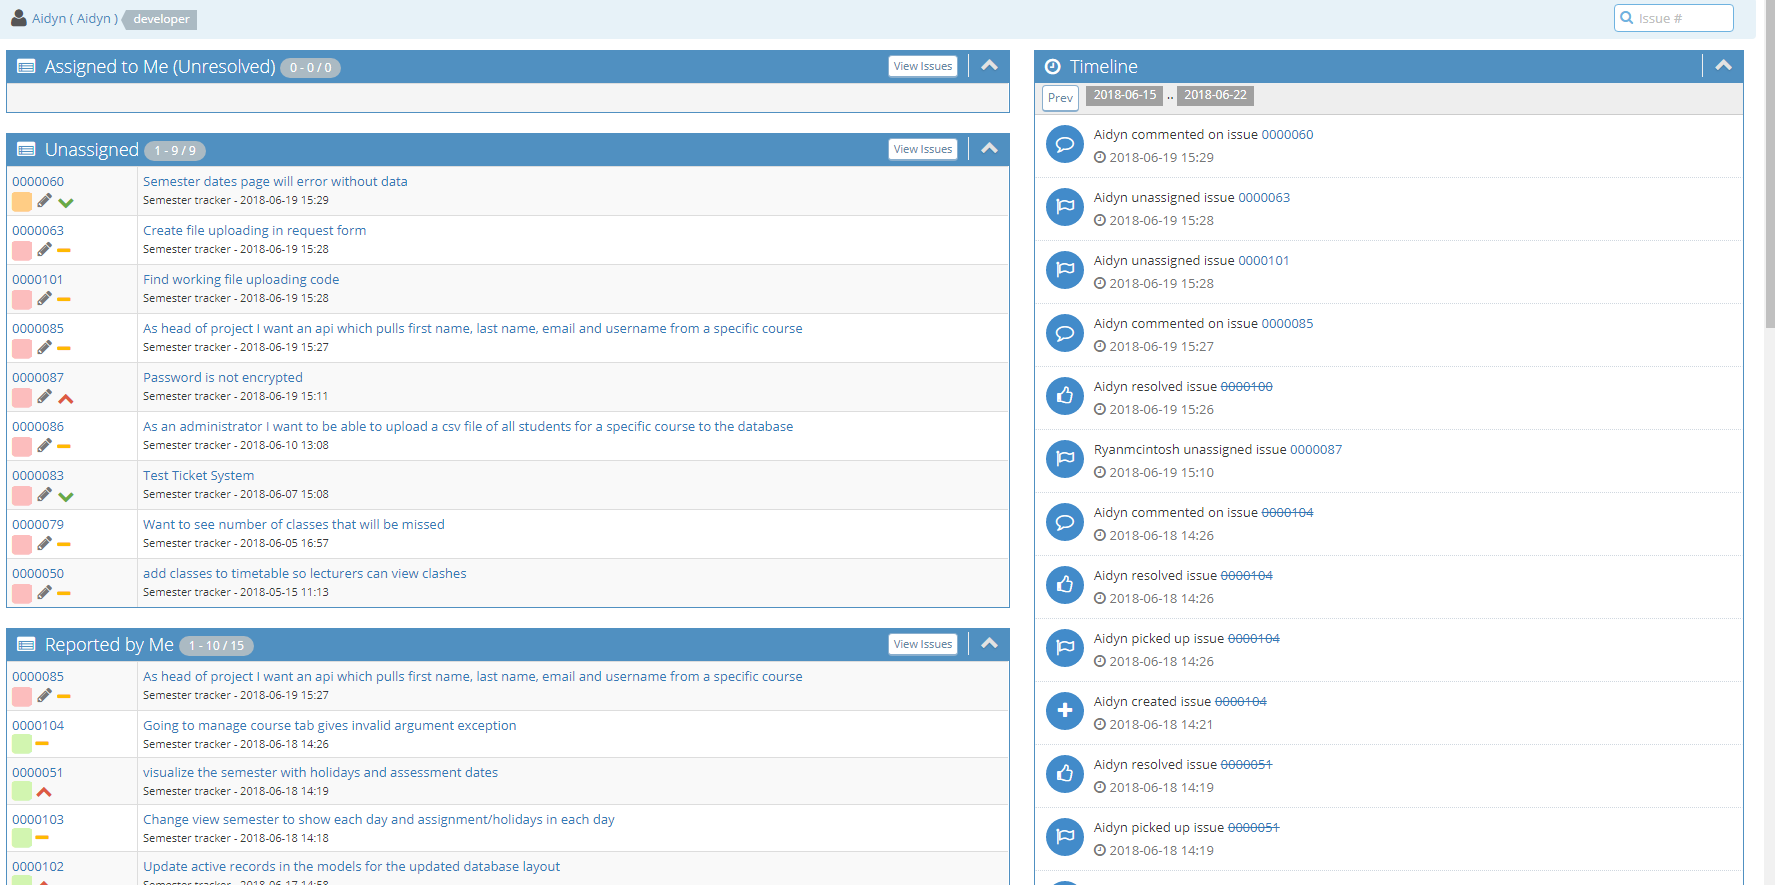 Aidyn ( Aidyn ) developer
Issue #
Assigned to Me (Unresolved) 0 - 0 / 0 View Issues
Unassigned 1 - 9 / 9 View Issues
0000060 Semester dates page will error without data
Semester tracker - 2018-06-19 15:29
0000063 Create file uploading in request form
Semester tracker - 2018-06-19 15:28
0000101 Find working file uploading code
Semester tracker - 2018-06-19 15:28
0000085 As head of project I want an api which pulls first name, last name, email and username from a specific course
Semester tracker - 2018-06-19 15:27
0000087 Password is not encrypted
Semester tracker - 2018-06-19 15:11
0000086 As an administrator I want to be able to upload a csv file of all students for a specific course to the database
Semester tracker - 2018-06-10 13:08
0000083 Test Ticket System
Semester tracker - 2018-06-07 15:08
0000079 Want to see number of classes that will be missed
Semester tracker - 2018-06-05 16:57
0000050 add classes to timetable so lecturers can view clashes
Semester tracker - 2018-05-15 11:13
Reported by Me 1 - 10 / 15 View Issues
0000085 As head of project I want an api which pulls first name, last name, email and username from a specific course
Semester tracker - 2018-06-19 15:27
0000104 Going to manage course tab gives invalid argument exception
Semester tracker - 2018-06-18 14:26
0000051 visualize the semester with holidays and assessment dates
Semester tracker - 2018-06-18 14:19
0000103 Change view semester to show each day and assignment/holidays in each day
Semester tracker - 2018-06-18 14:18
0000102 Update active records in the models for the updated database layout
Semester tracker - 2018-06-17 14:58
Timeline
Prev 2018-06-15 .. 2018-06-22
Aidyn commented on issue 0000060
2018-06-19 15:29
Aidyn unassigned issue 0000063
2018-06-19 15:28
Aidyn unassigned issue 0000101
2018-06-19 15:28
Aidyn commented on issue 0000085
2018-06-19 15:27
Aidyn resolved issue 0000100
2018-06-19 15:26
Ryanmcintosh unassigned issue 0000087
2018-06-19 15:10
Aidyn commented on issue 0000104
2018-06-18 14:26
Aidyn resolved issue 0000104
2018-06-18 14:26
Aidyn picked up issue 0000104
2018-06-18 14:26
Aidyn created issue 0000104
2018-06-18 14:21
Aidyn resolved issue 0000051
2018-06-18 14:19
Aidyn picked up issue 0000051
2018-06-18 14:19